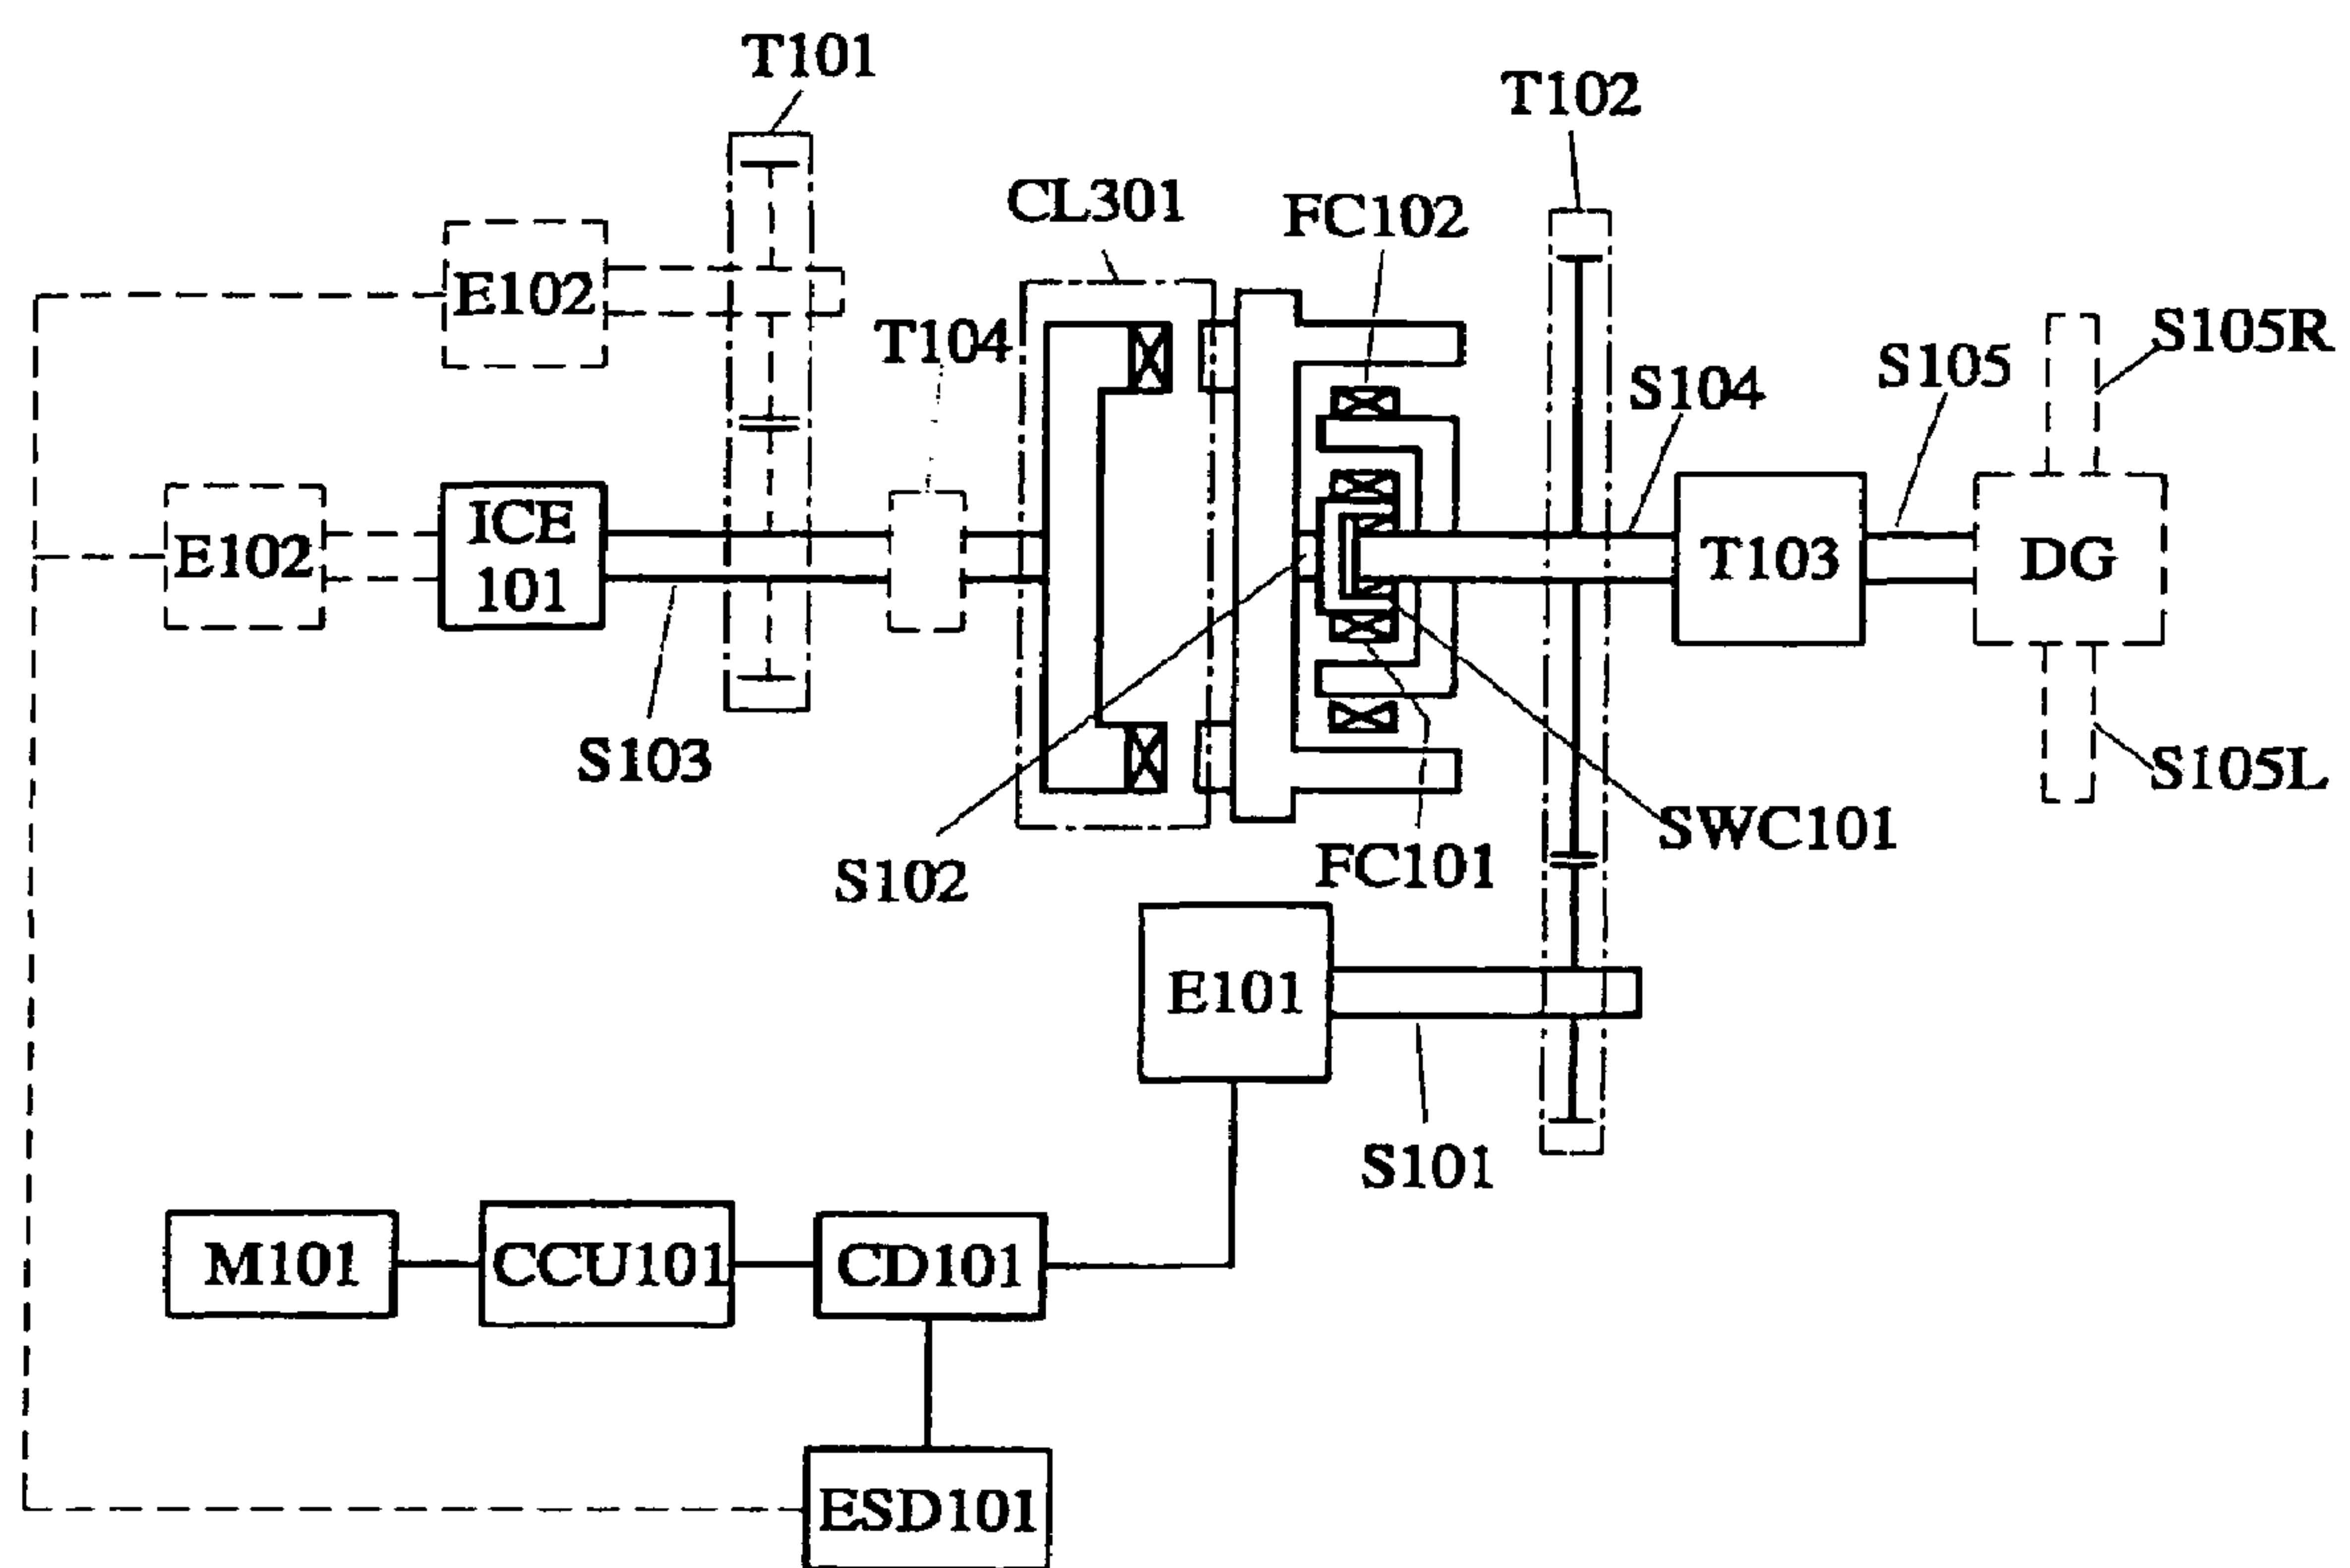 T101
T102
CL301
FC102
E102
T104
S105R
S105
S104
ICE
101
E102
T103
DG
S103
S105L
SWC101
FC101
S102
E101
S101
M101
CCU101
CD101
ESD101